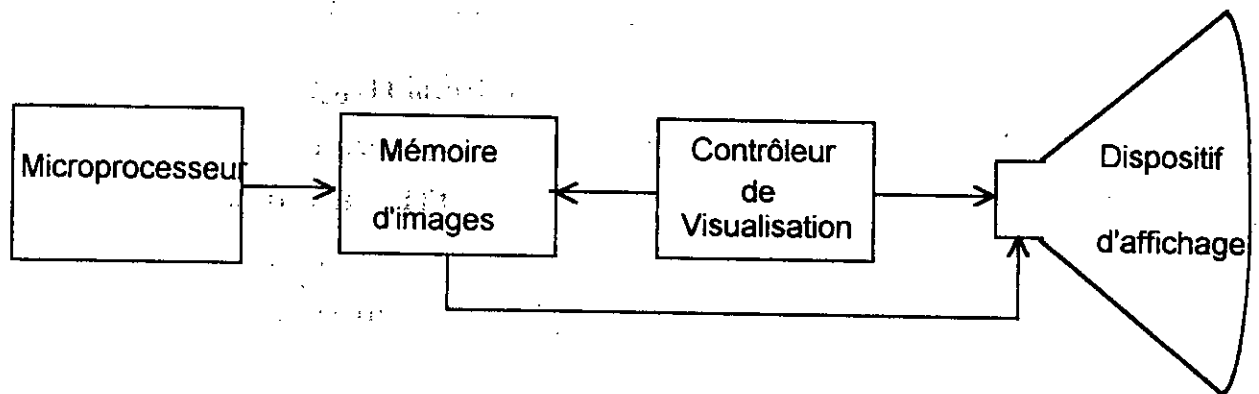 Microprocesseur
Mémoire
d'images
Contrôleur
de
Visualisation
Dispositif
d'affichage